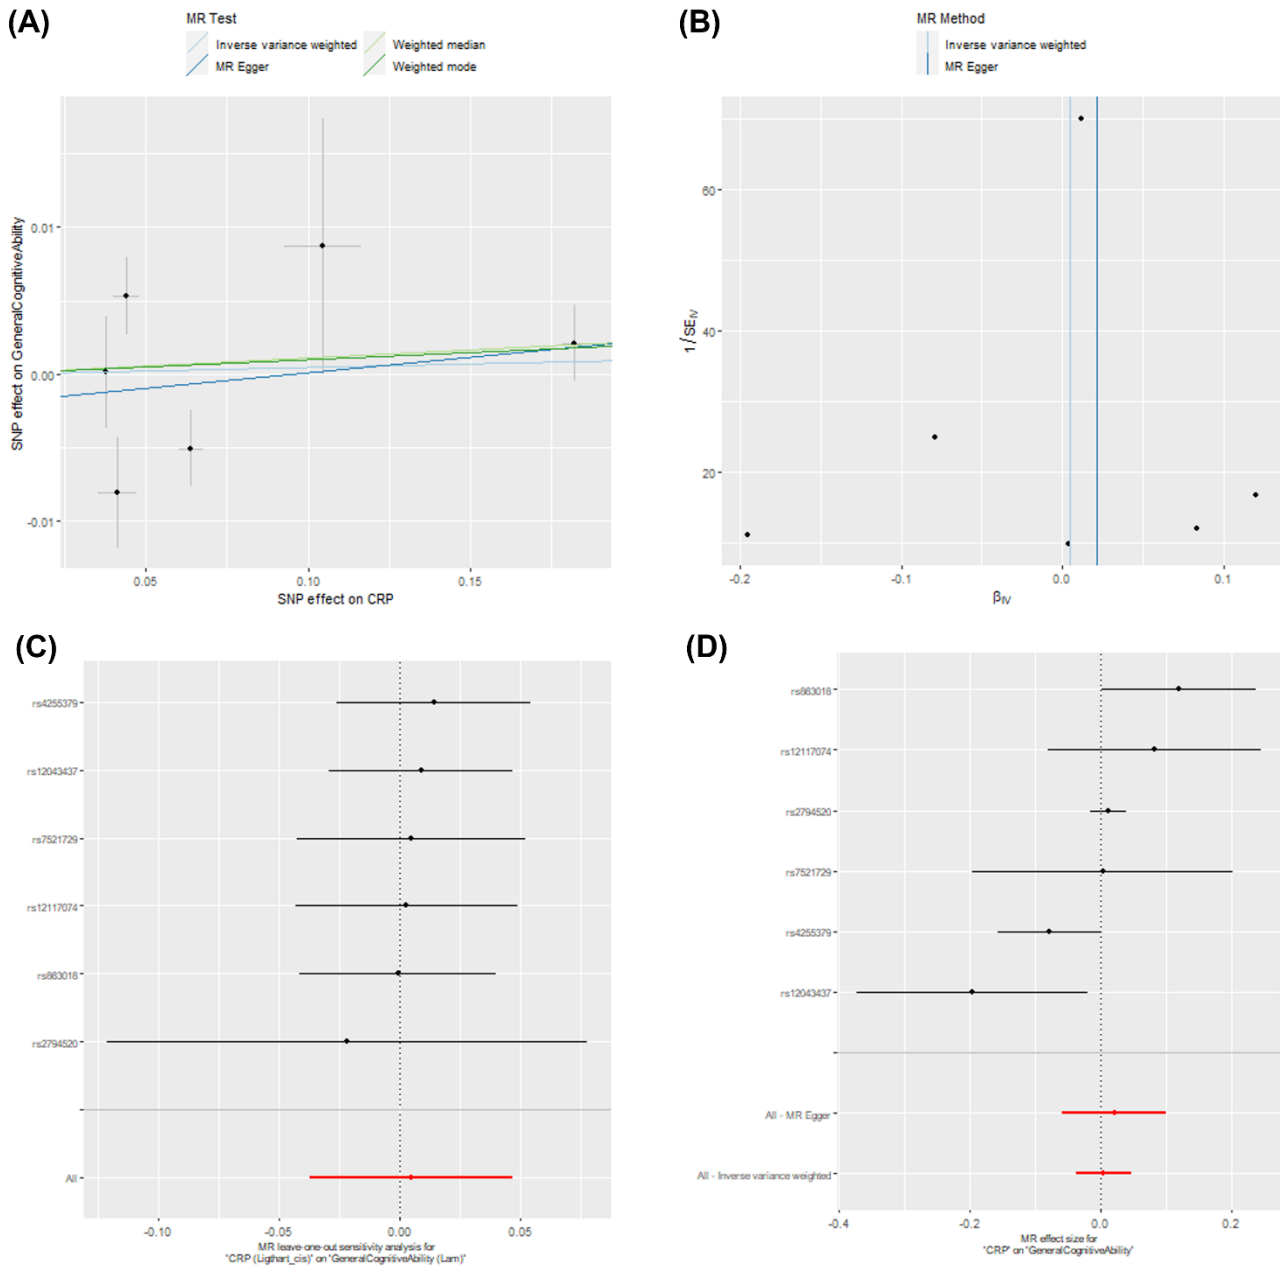 (A)
MR Test
Inverse variance weighted
Weighted median
MR Egger
Weighted mode
SNP effect on GeneralCognitiveAbility
0.01
0.00
-0.01
0.05
0.10
0.15
SNP effect on CRP
(B)
MR Method
Inverse variance weighted
MR Egger
1/SE_IV
60
40
20
-0.2
-0.1
0.0
0.1
β_IV
(C)
rs4255379
rs12043437
rs7521729
rs12117074
rs863018
rs2794520
All
-0.10
-0.05
0.00
0.05
MR leave-one-out sensitivity analysis for
'CRP (Ligthart_cis)' on 'GeneralCognitiveAbility (Lam)'
(D)
rs863018
rs12117074
rs2794520
rs7521729
rs4255379
rs12043437
All - MR Egger
All - Inverse variance weighted
-0.4
-0.2
0.0
0.2
MR effect size for
'CRP' on 'GeneralCognitiveAbility'